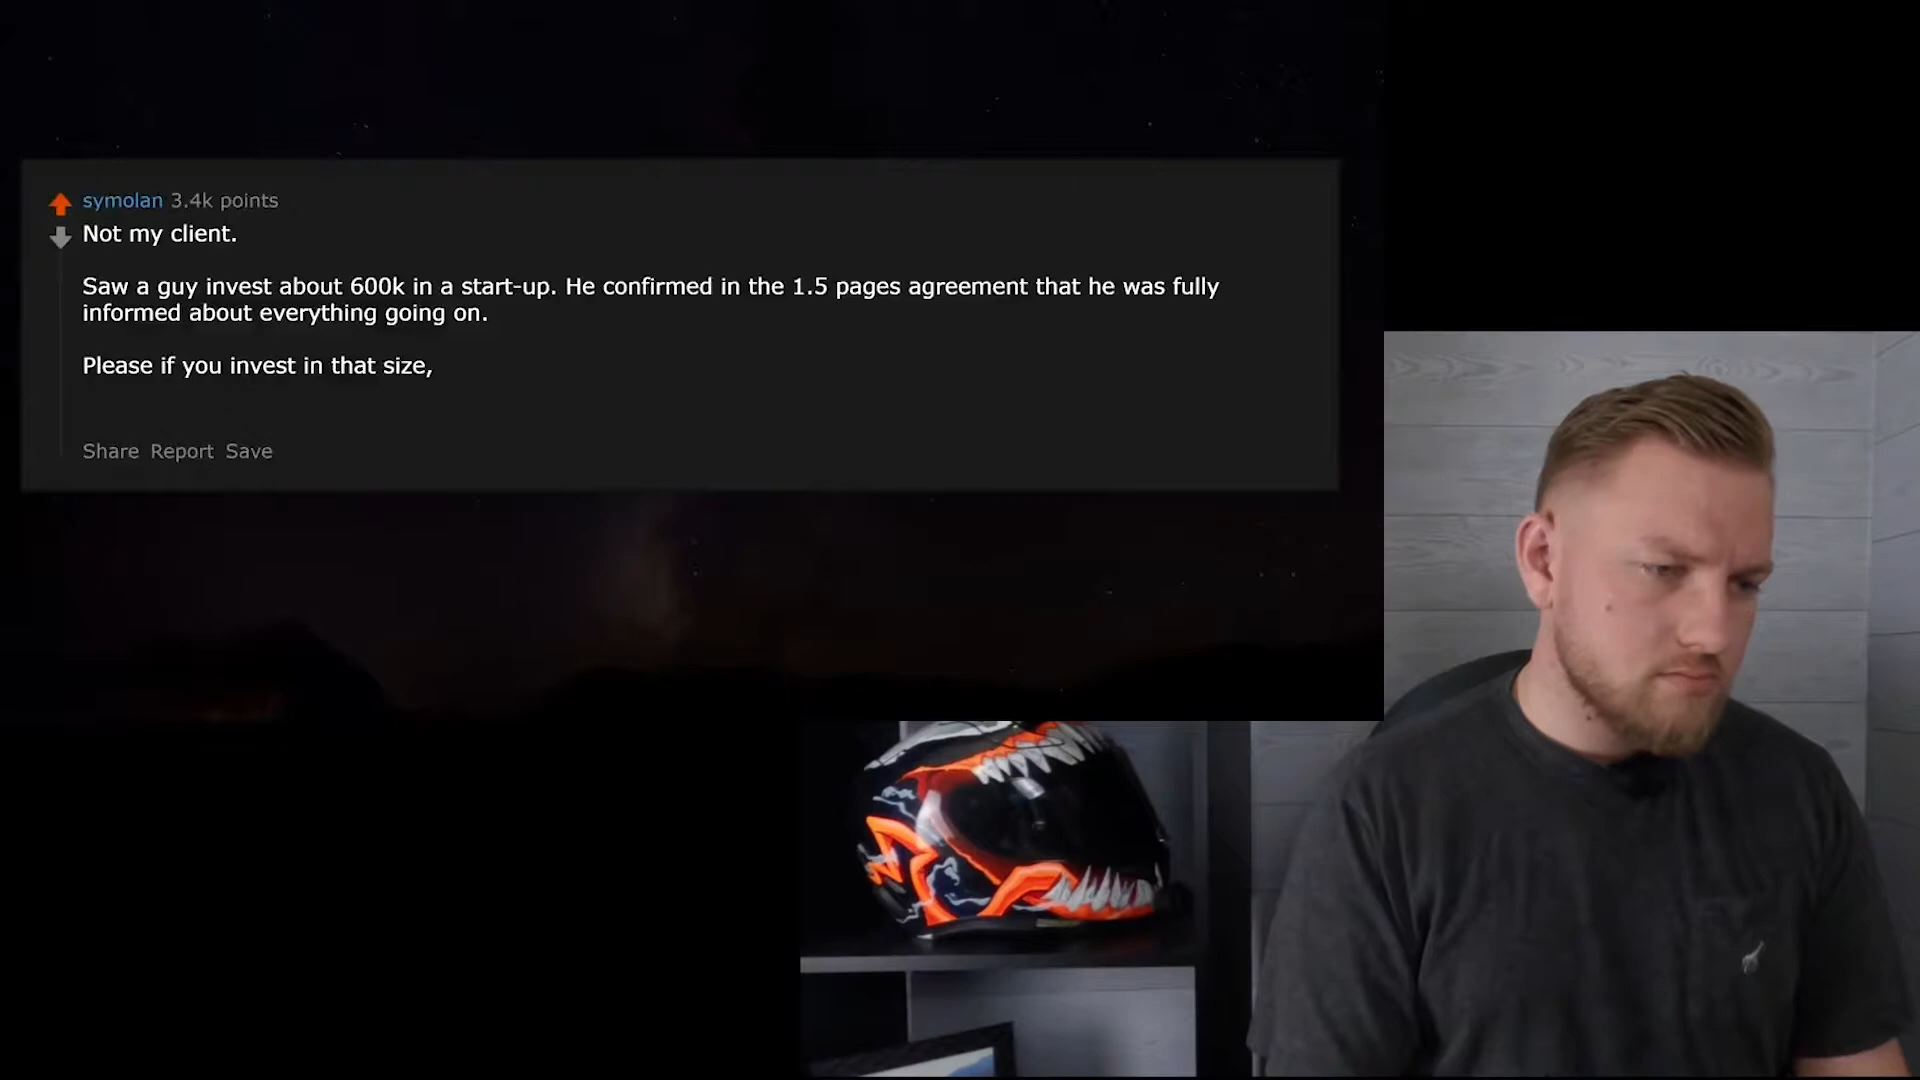 symolan 3.4k points
Not my client.
Saw a guy invest about 600k in a start-up. He confirmed in the 1.5 pages agreement that he was fully
informed about everything going on.
Please if you invest in that size,
Share Report Save